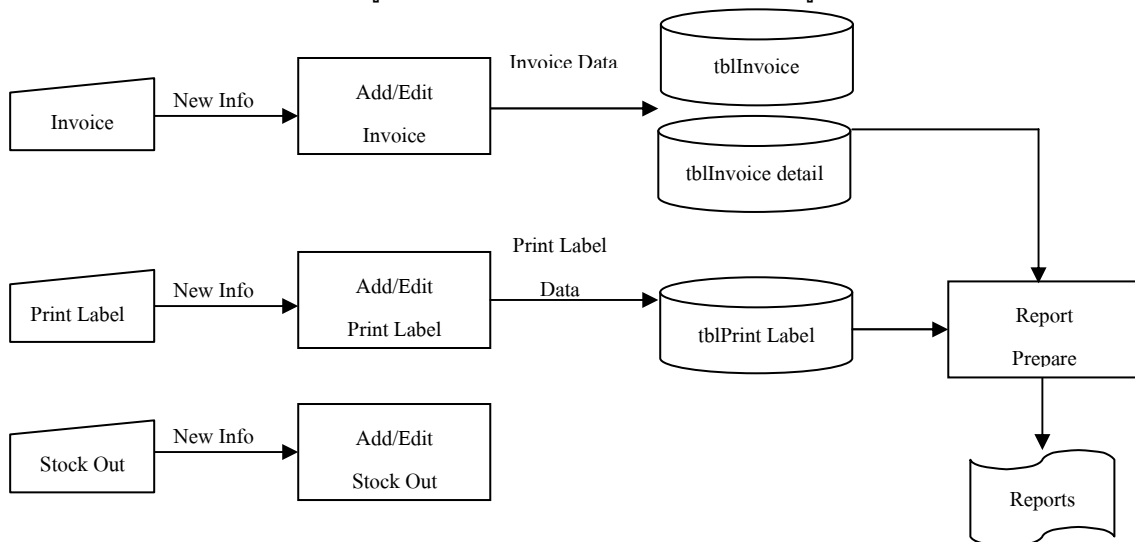 Invoice
New Info
Add/Edit
Invoice
Invoice Data
tblInvoice
tblInvoice detail
Print Label
New Info
Add/Edit
Print Label
Print Label
Data
tblPrint Label
Report
Prepare
Stock Out
New Info
Add/Edit
Stock Out
Reports